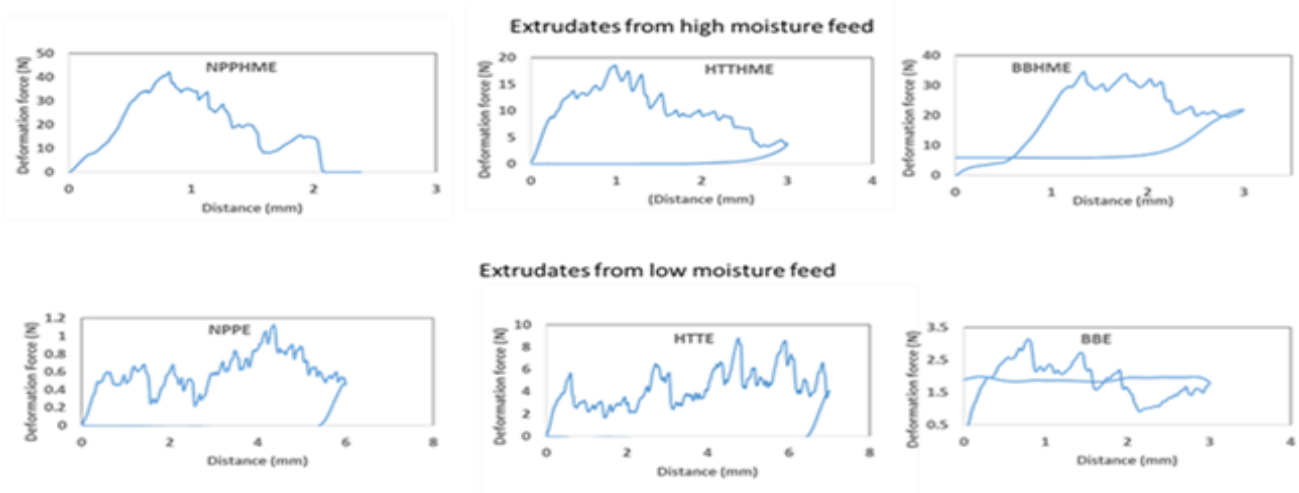 Extrudates from high moisture feed
NPPHME
Deformation force (N)
50
40
30
20
10
0
0 1 2 3
Distance (mm)
HTTHME
Deformation force (N)
20
15
10
5
0
0 1 2 3 4
(Distance (mm)
BBHME
Deformation force (N)
40
30
20
10
0
0 1 2 3
Distance (mm)
Extrudates from low moisture feed
NPPE
Deformation force (N)
1.2
1
0.8
0.6
0.4
0.2
0
0 2 4 6 8
Distance (mm)
HTTE
Deformation force (N)
10
8
6
4
2
0
0 2 4 6 8
Distance (mm)
BBE
Deformation force (N)
3.5
2.5
1.5
0.5
0 1 2 3 4
Distance (mm)